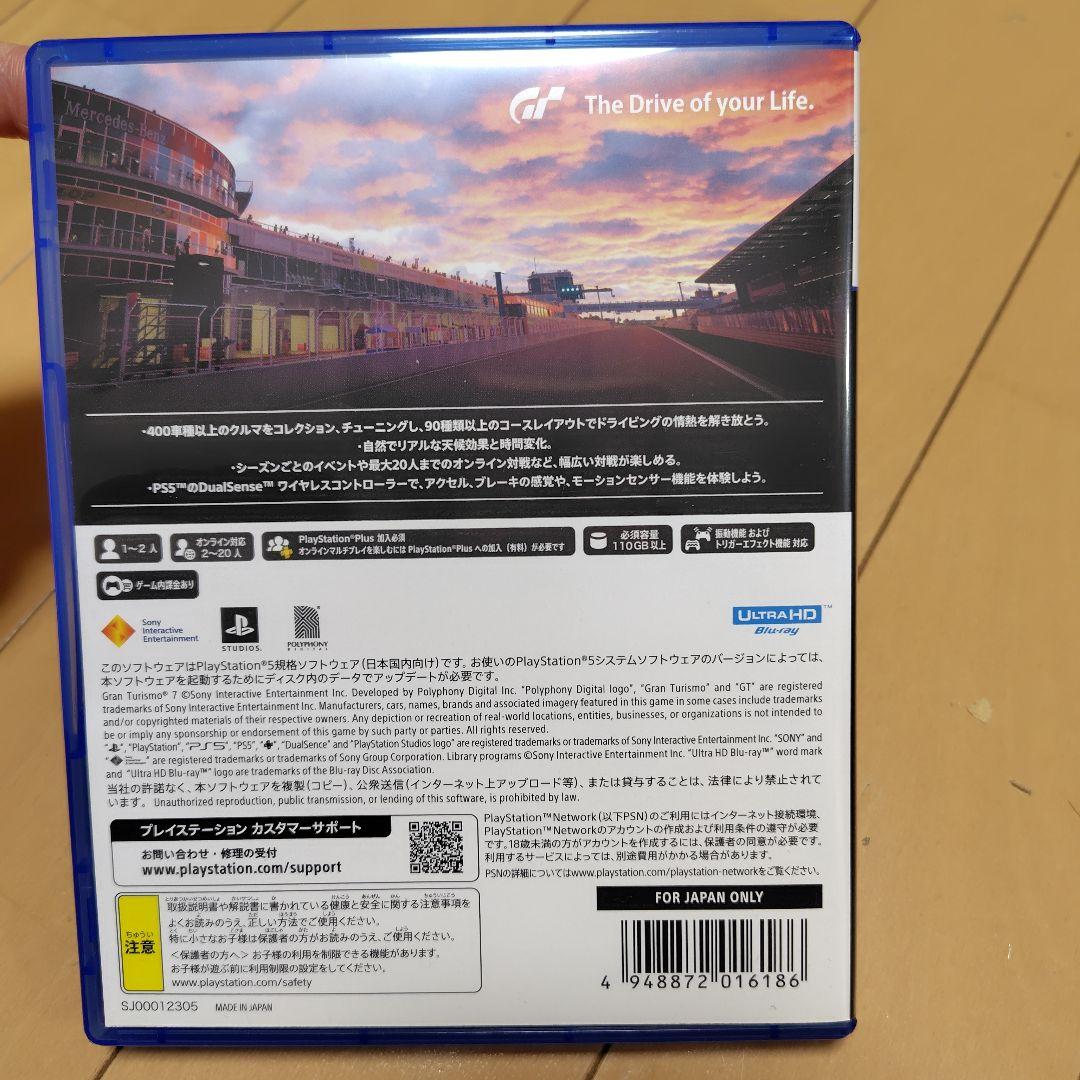 Mercedes-Benz
GT The Drive of your Life.
・400車種以上のクルマをコレクション、チューニングし、90種類以上のコースレイアウトでドライビングの情熱を解き放とう。
・自然でリアルな天候効果と時間変化。
・シーズンごとのイベントや最大20人までのオンライン対戦など、幅広い対戦が楽しめる。
・PS5™のDualSense™ ワイヤレスコントローラーで、アクセル、ブレーキの感覚や、モーションセンサー機能を体験しよう。
1～2 人
オンライン対応
2～20 人
PlayStation®Plus 加入必須
オンラインマルチプレイを楽しむには PlayStation®Plus への加入（有料）が必要です
必須容量
110GB以上
振動機能 および
トリガーエフェクト機能 対応
ゲーム内課金あり
Sony
Interactive
Entertainment
STUDIOS.
POLYPHONY
DIGITAL
ULTRA HD™
Blu-ray
このソフトウェアはPlayStation®5規格ソフトウェア(日本国内向け)です。お使いのPlayStation®5システムソフトウェアのバージョンによっては、
本ソフトウェアを起動するためにディスク内のデータでアップデートが必要です。
Gran Turismo® 7 ©Sony Interactive Entertainment Inc. Developed by Polyphony Digital Inc. "Polyphony Digital logo", "Gran Turismo" and "GT" are registered
trademarks of Sony Interactive Entertainment Inc. Manufacturers, cars, names, brands and associated imagery featured in this game in some cases include trademarks
and/or copyrighted materials of their respective owners. Any depiction or recreation of real-world locations, entities, businesses, or organizations is not intended to
be or imply any sponsorship or endorsement of this game by such party or parties. All rights reserved.
" ", "PlayStation", "PS5", "PS5", " ", "DualSense" and "PlayStation Studios logo" are registered trademarks or trademarks of Sony Interactive Entertainment Inc. "SONY" and
" " are registered trademarks or trademarks of Sony Group Corporation. Library programs ©Sony Interactive Entertainment Inc. "Ultra HD Blu-ray™" word mark
and "Ultra HD Blu-ray™" logo are trademarks of the Blu-ray Disc Association.
当社の許諾なく、本ソフトウェアを複製(コピー)、公衆送信(インターネット上アップロード等)、または貸与することは、法律により禁止されて
います。 Unauthorized reproduction, public transmission, or lending of this software, is prohibited by law.
プレイステーション カスタマーサポート
お問い合わせ・修理の受付
www.playstation.com/support
PlayStation™Network(以下PSN)のご利用にはインターネット接続環境、
PlayStation™Networkのアカウントの作成および利用条件の遵守が必要
です。18歳未満の方がアカウントを作成するには、保護者の同意が必要です。
利用するサービスによっては、別途費用がかかる場合があります。
PSNの詳細についてはwww.playstation.com/playstation-networkをご覧ください。
ちゅうい
注意
取扱説明書や解説書に書かれている健康と安全に関する注意事項を
よくお読みのうえ、正しい方法でご使用ください。
特に小さなお子様は保護者の方がお読みのうえ、ご使用ください。
＜保護者の方へ＞ お子様の利用を制限できる機能があります。
お子様が遊ぶ前に利用制限の設定をしてください。
www.playstation.com/safety
FOR JAPAN ONLY
4 948872 016186
SJ00012305 MADE IN JAPAN